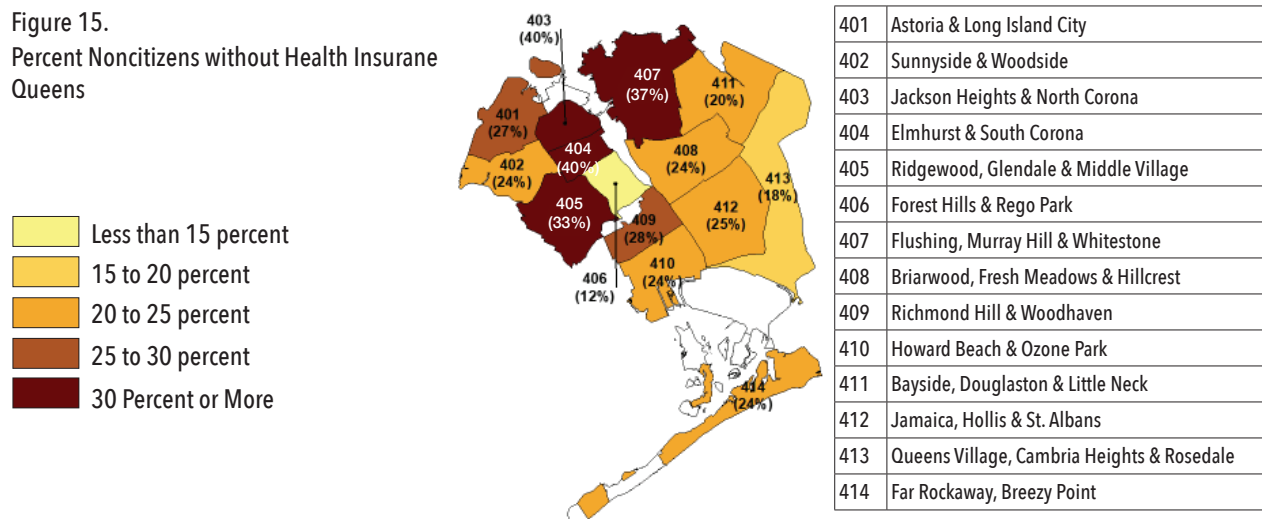 Figure 15.
Percent Noncitizens without Health Insurane
Queens
Less than 15 percent
15 to 20 percent
20 to 25 percent
25 to 30 percent
30 Percent or More
403
(40%)
407
(37%)
411
(20%)
401
(27%)
404
(40%)
408
(24%)
402
(24%)
413
(18%)
405
(33%)
412
(25%)
409
(28%)
410
(24%)
406
(12%)
414
(24%)
401 Astoria & Long Island City
402 Sunnyside & Woodside
403 Jackson Heights & North Corona
404 Elmhurst & South Corona
405 Ridgewood, Glendale & Middle Village
406 Forest Hills & Rego Park
407 Flushing, Murray Hill & Whitestone
408 Briarwood, Fresh Meadows & Hillcrest
409 Richmond Hill & Woodhaven
410 Howard Beach & Ozone Park
411 Bayside, Douglaston & Little Neck
412 Jamaica, Hollis & St. Albans
413 Queens Village, Cambria Heights & Rosedale
414 Far Rockaway, Breezy Point